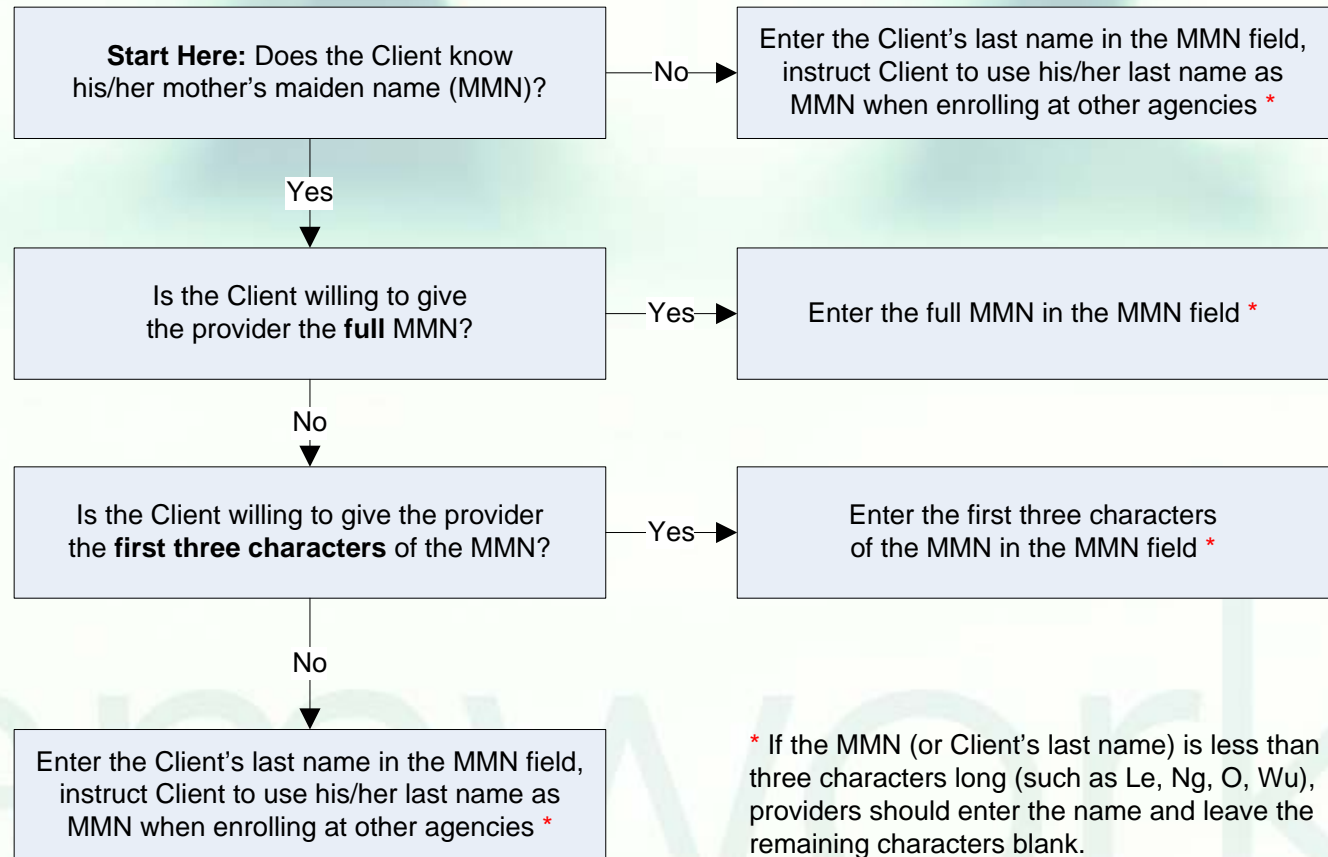 Start Here: Does the Client know
his/her mother’s maiden name (MMN)?
No
Enter the Client’s last name in the MMN field,
instruct Client to use his/her last name as
MMN when enrolling at other agencies *
Yes
Is the Client willing to give
the provider the full MMN?
Yes
Enter the full MMN in the MMN field *
No
Is the Client willing to give the provider
the first three characters of the MMN?
Yes
Enter the first three characters
of the MMN in the MMN field *
No
Enter the Client’s last name in the MMN field,
instruct Client to use his/her last name as
MMN when enrolling at other agencies *
* If the MMN (or Client’s last name) is less than
three characters long (such as Le, Ng, O, Wu),
providers should enter the name and leave the
remaining characters blank.